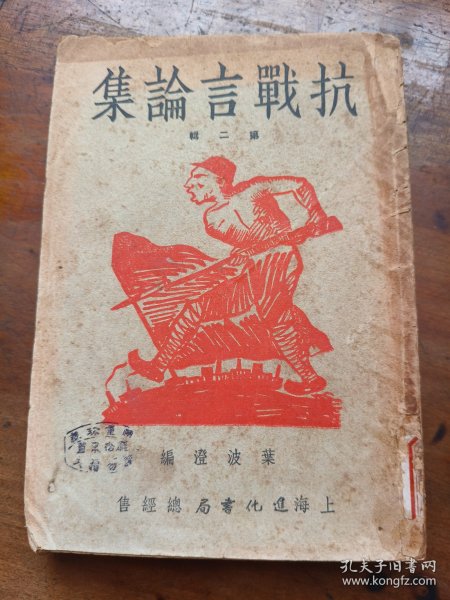 抗戰言論集
第二輯
葉波澄編
上海進化書局總經售
孔夫子旧书网
www.kongfz.com